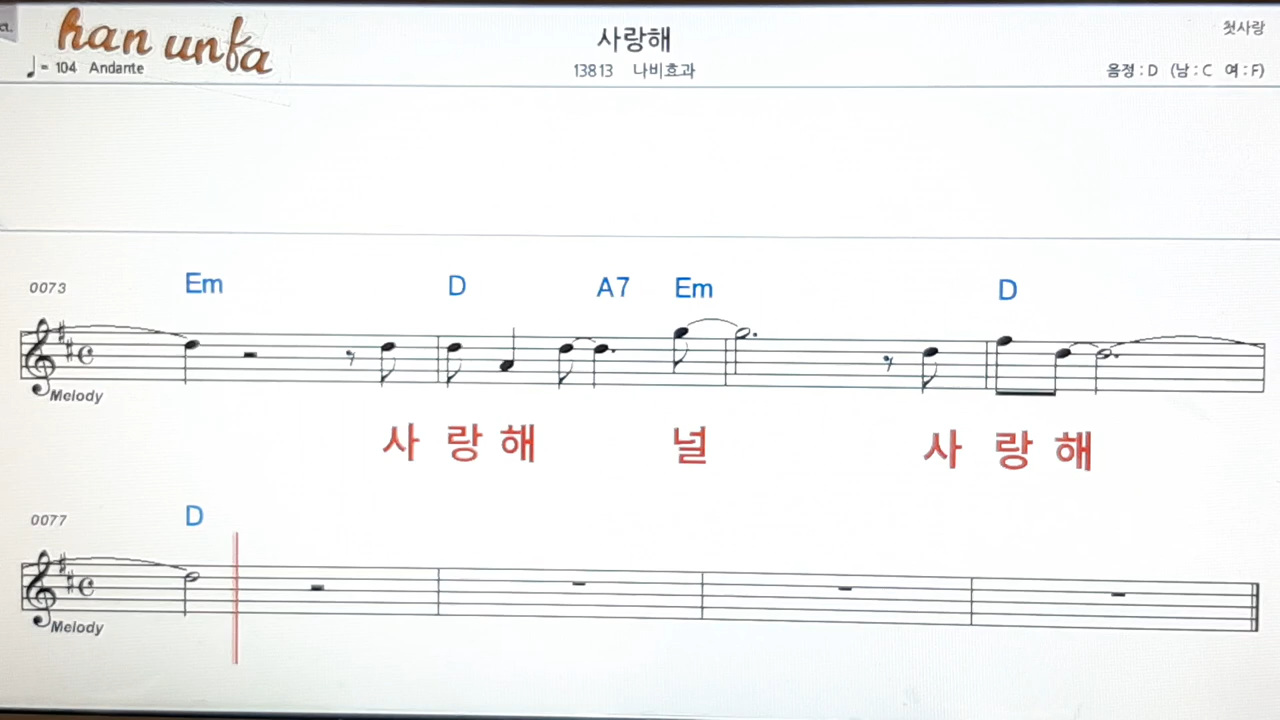 han unfa
첫사랑
사랑해
♩= 104 Andante
13813 나비효과
음정 : D (남 : C 여 : F)
0073 Em D A7 Em D
Melody
사 랑 해 널 사 랑 해
0077 D
Melody